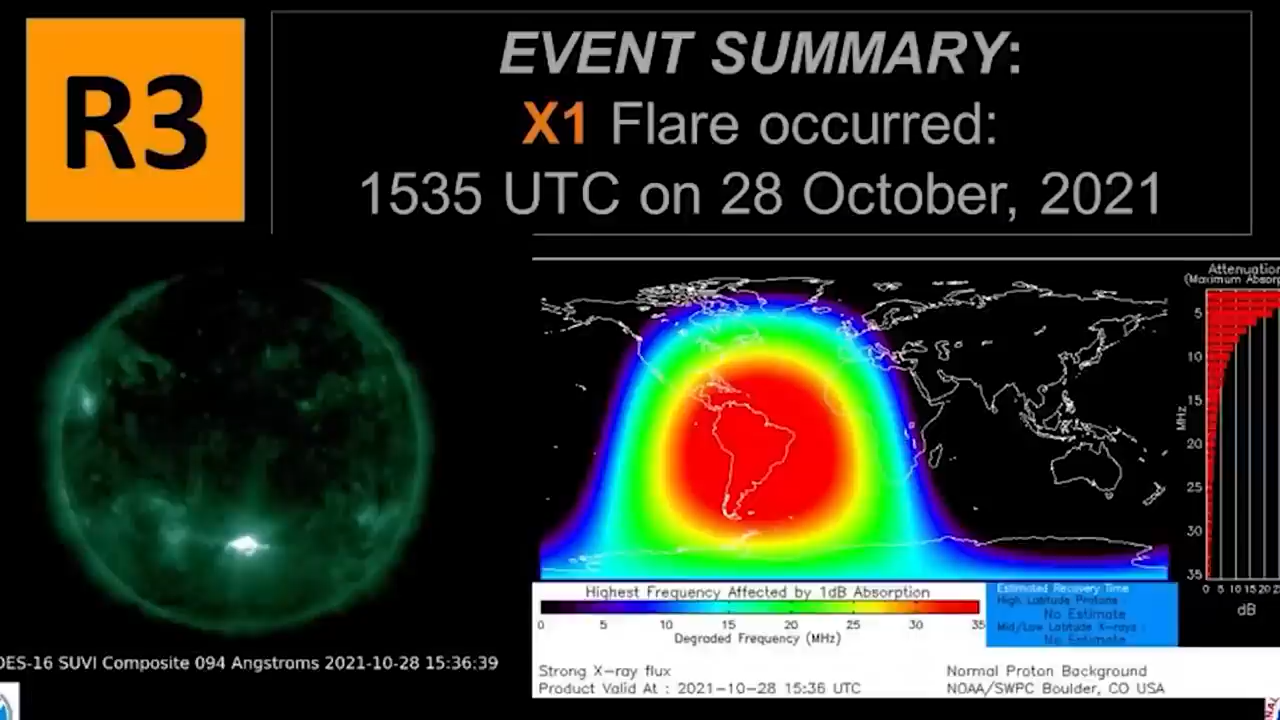 R3
EVENT SUMMARY:
X1 Flare occurred:
1535 UTC on 28 October, 2021
Attenuation
(Maximum Absorp
5
10
15
20
25
30
35
MHz
0 5 10 15 20 25
dB
Highest Frequency Affected by 1dB Absorption
0 5 10 15 20 25 30 35
Degraded Frequency (MHz)
Estimated Recovery Time
High Latitude Protons :
No Estimate
Mid/Low Latitude X-rays :
No Estimate
OES-16 SUVI Composite 094 Angstroms 2021-10-28 15:36:39
Strong X-ray flux
Normal Proton Background
Product Valid At : 2021-10-28 15:36 UTC
NOAA/SWPC Boulder, CO USA